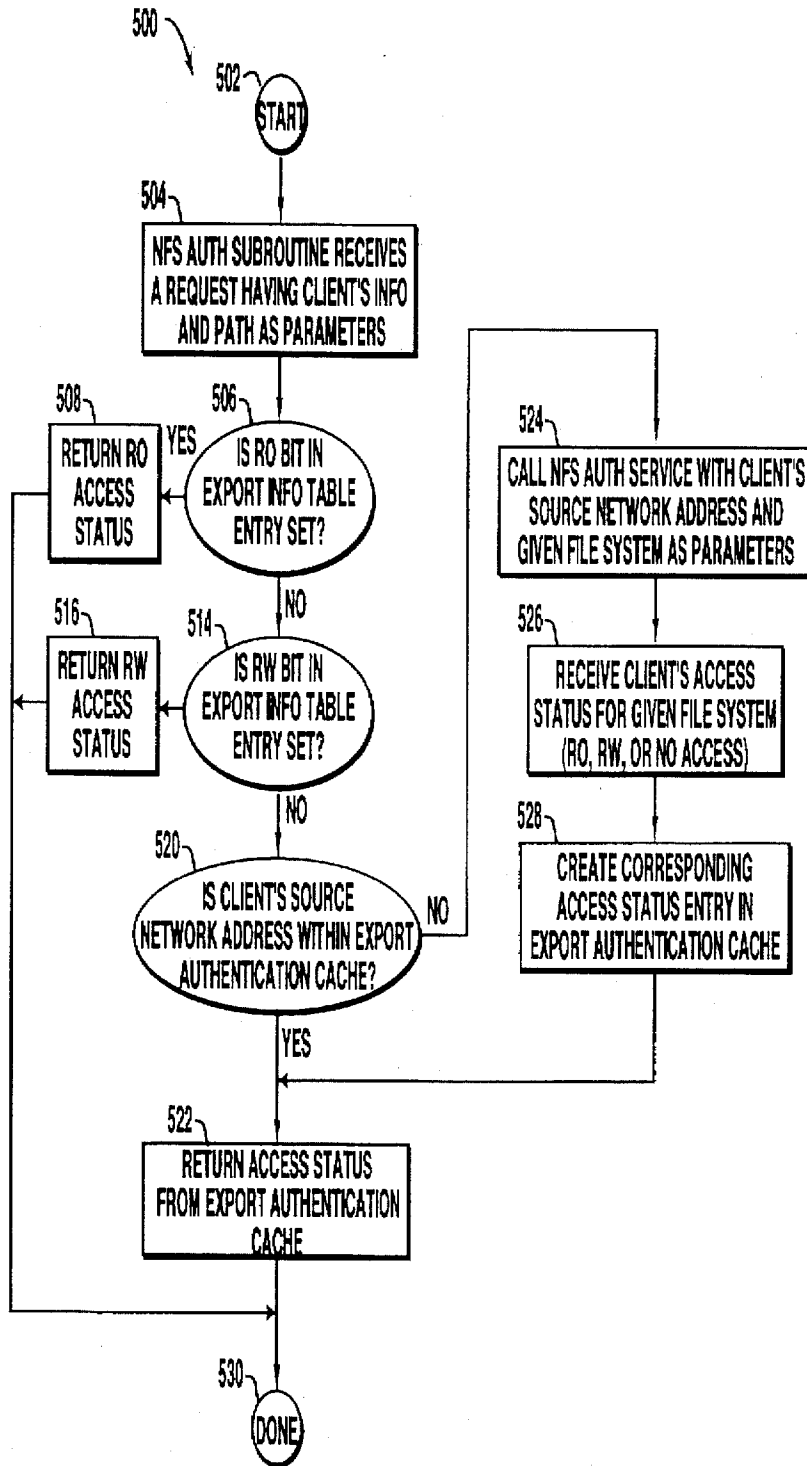 500
502
START
504
NFS AUTH SUBROUTINE RECEIVES
A REQUEST HAVING CLIENT'S INFO
AND PATH AS PARAMETERS
508
RETURN RO
ACCESS
STATUS
YES
506
IS RO BIT IN
EXPORT INFO TABLE
ENTRY SET?
NO
516
RETURN RW
ACCESS
STATUS
514
IS RW BIT IN
EXPORT INFO TABLE
ENTRY SET?
NO
520
IS CLIENT'S SOURCE
NETWORK ADDRESS WITHIN EXPORT
AUTHENTICATION CACHE?
NO
YES
524
CALL NFS AUTH SERVICE WITH CLIENT'S
SOURCE NETWORK ADDRESS AND
GIVEN FILE SYSTEM AS PARAMETERS
526
RECEIVE CLIENT'S ACCESS
STATUS FOR GIVEN FILE SYSTEM
(RO, RW, OR NO ACCESS)
528
CREATE CORRESPONDING
ACCESS STATUS ENTRY IN
EXPORT AUTHENTICATION CACHE
522
RETURN ACCESS STATUS
FROM EXPORT AUTHENTICATION
CACHE
530
DONE